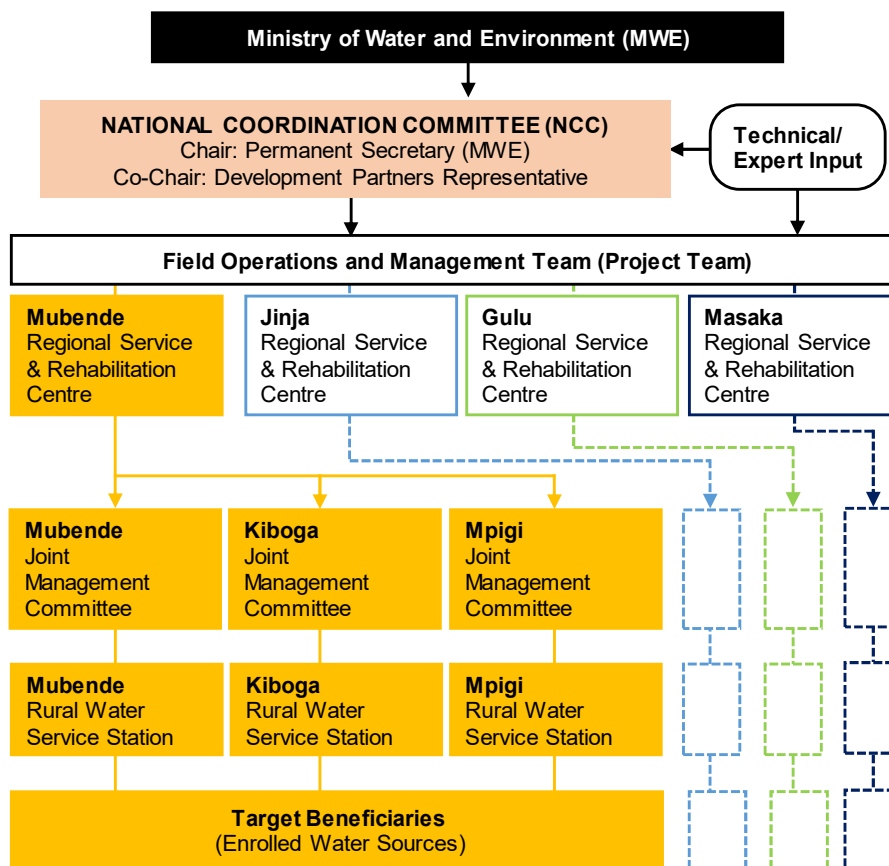 Ministry of Water and Environment (MWE)
NATIONAL COORDINATION COMMITTEE (NCC)
Chair: Permanent Secretary (MWE)
Co-Chair: Development Partners Representative
Technical/
Expert Input
Field Operations and Management Team (Project Team)
Mubende
Regional Service
& Rehabilitation
Centre
Jinja
Regional Service
& Rehabilitation
Centre
Gulu
Regional Service
& Rehabilitation
Centre
Masaka
Regional Service
& Rehabilitation
Centre
Mubende
Joint
Management
Committee
Kiboga
Joint
Management
Committee
Mpigi
Joint
Management
Committee
Mubende
Rural Water
Service Station
Kiboga
Rural Water
Service Station
Mpigi
Rural Water
Service Station
Target Beneficiaries
(Enrolled Water Sources)